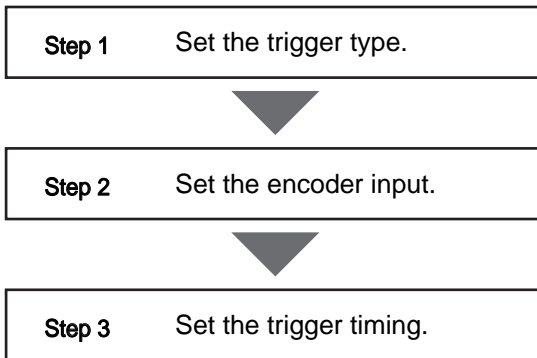 Step 1 Set the trigger type.
Step 2 Set the encoder input.
Step 3 Set the trigger timing.